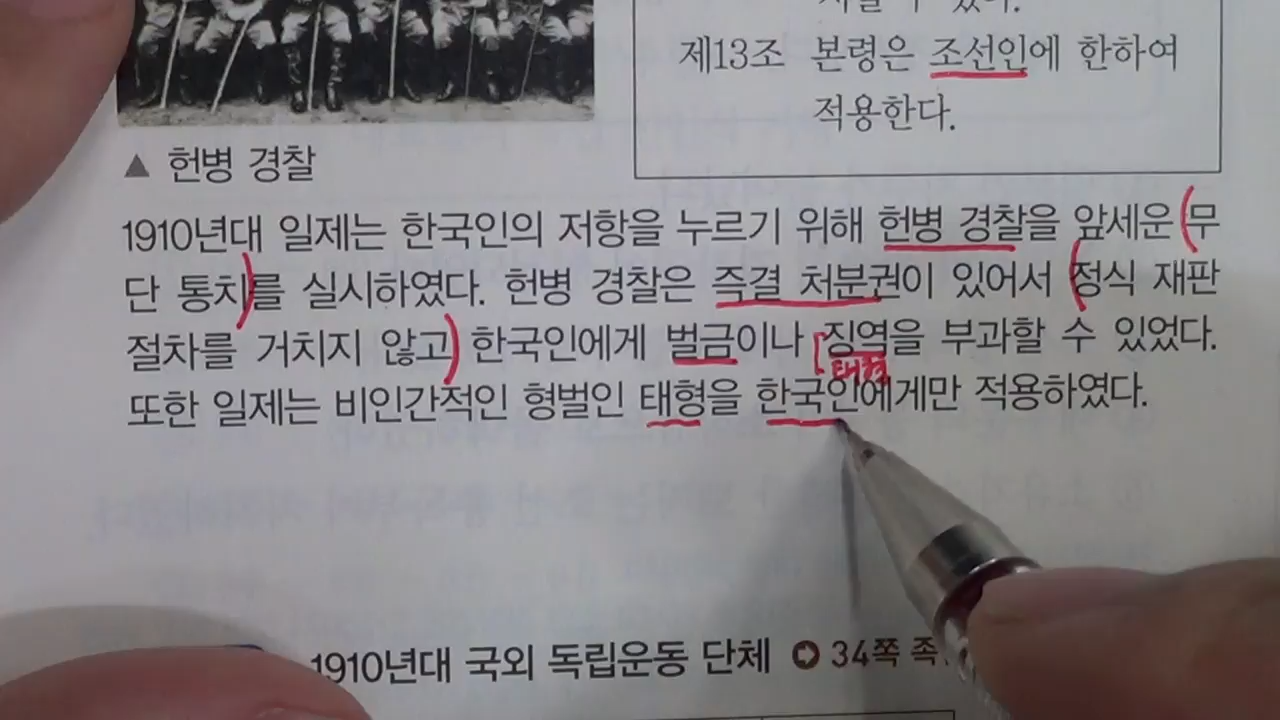 수 있다.
제13조 본령은 조선인에 한하여
적용한다.
▲ 헌병 경찰
1910년대 일제는 한국인의 저항을 누르기 위해 헌병 경찰을 앞세운 (무
단 통치)를 실시하였다. 헌병 경찰은 즉결 처분권이 있어서 (정식 재판
절차를 거치지 않고) 한국인에게 벌금이나 [징역을 부과할 수 있었다.
태형
또한 일제는 비인간적인 형벌인 태형을 한국인에게만 적용하였다.
1910년대 국외 독립운동 단체 ➲ 34쪽 족